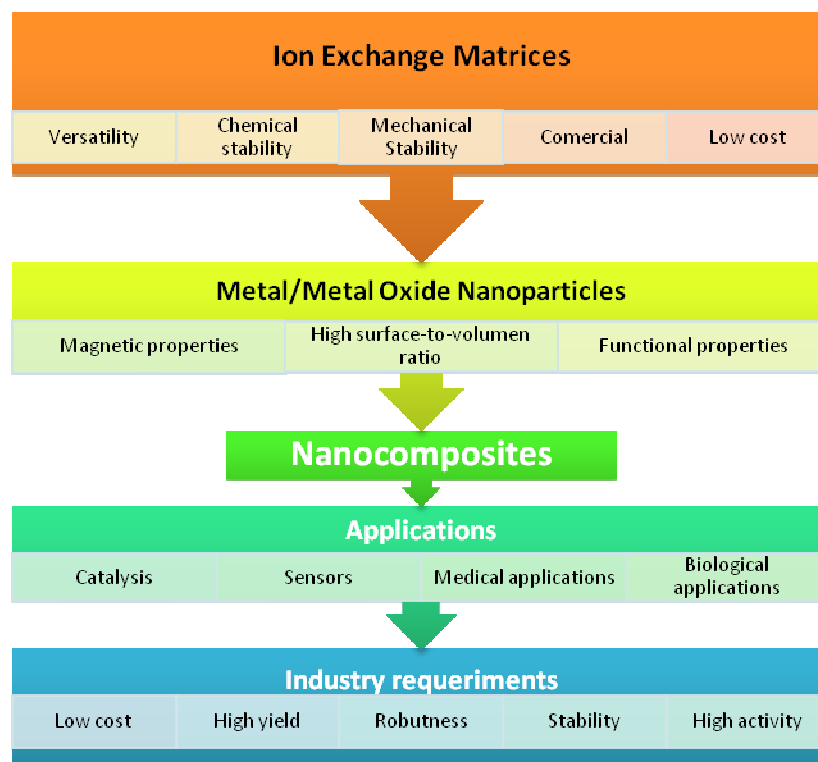 Ion Exchange Matrices
Versatility
Chemical
stability
Mechanical
Stability
Comercial
Low cost
Metal/Metal Oxide Nanoparticles
Magnetic properties
High surface-to-volumen
ratio
Functional properties
Nanocomposites
Applications
Catalysis
Sensors
Medical applications
Biological
applications
Industry requeriments
Low cost
High yield
Robutness
Stability
High activity